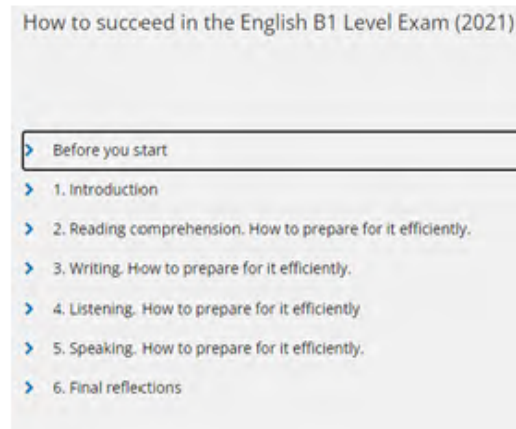 How to succeed in the English B1 Level Exam (2021)
Before you start
1. Introduction
2. Reading comprehension. How to prepare for it efficiently.
3. Writing. How to prepare for it efficiently.
4. Listening. How to prepare for it efficiently
5. Speaking. How to prepare for it efficiently.
6. Final reflections